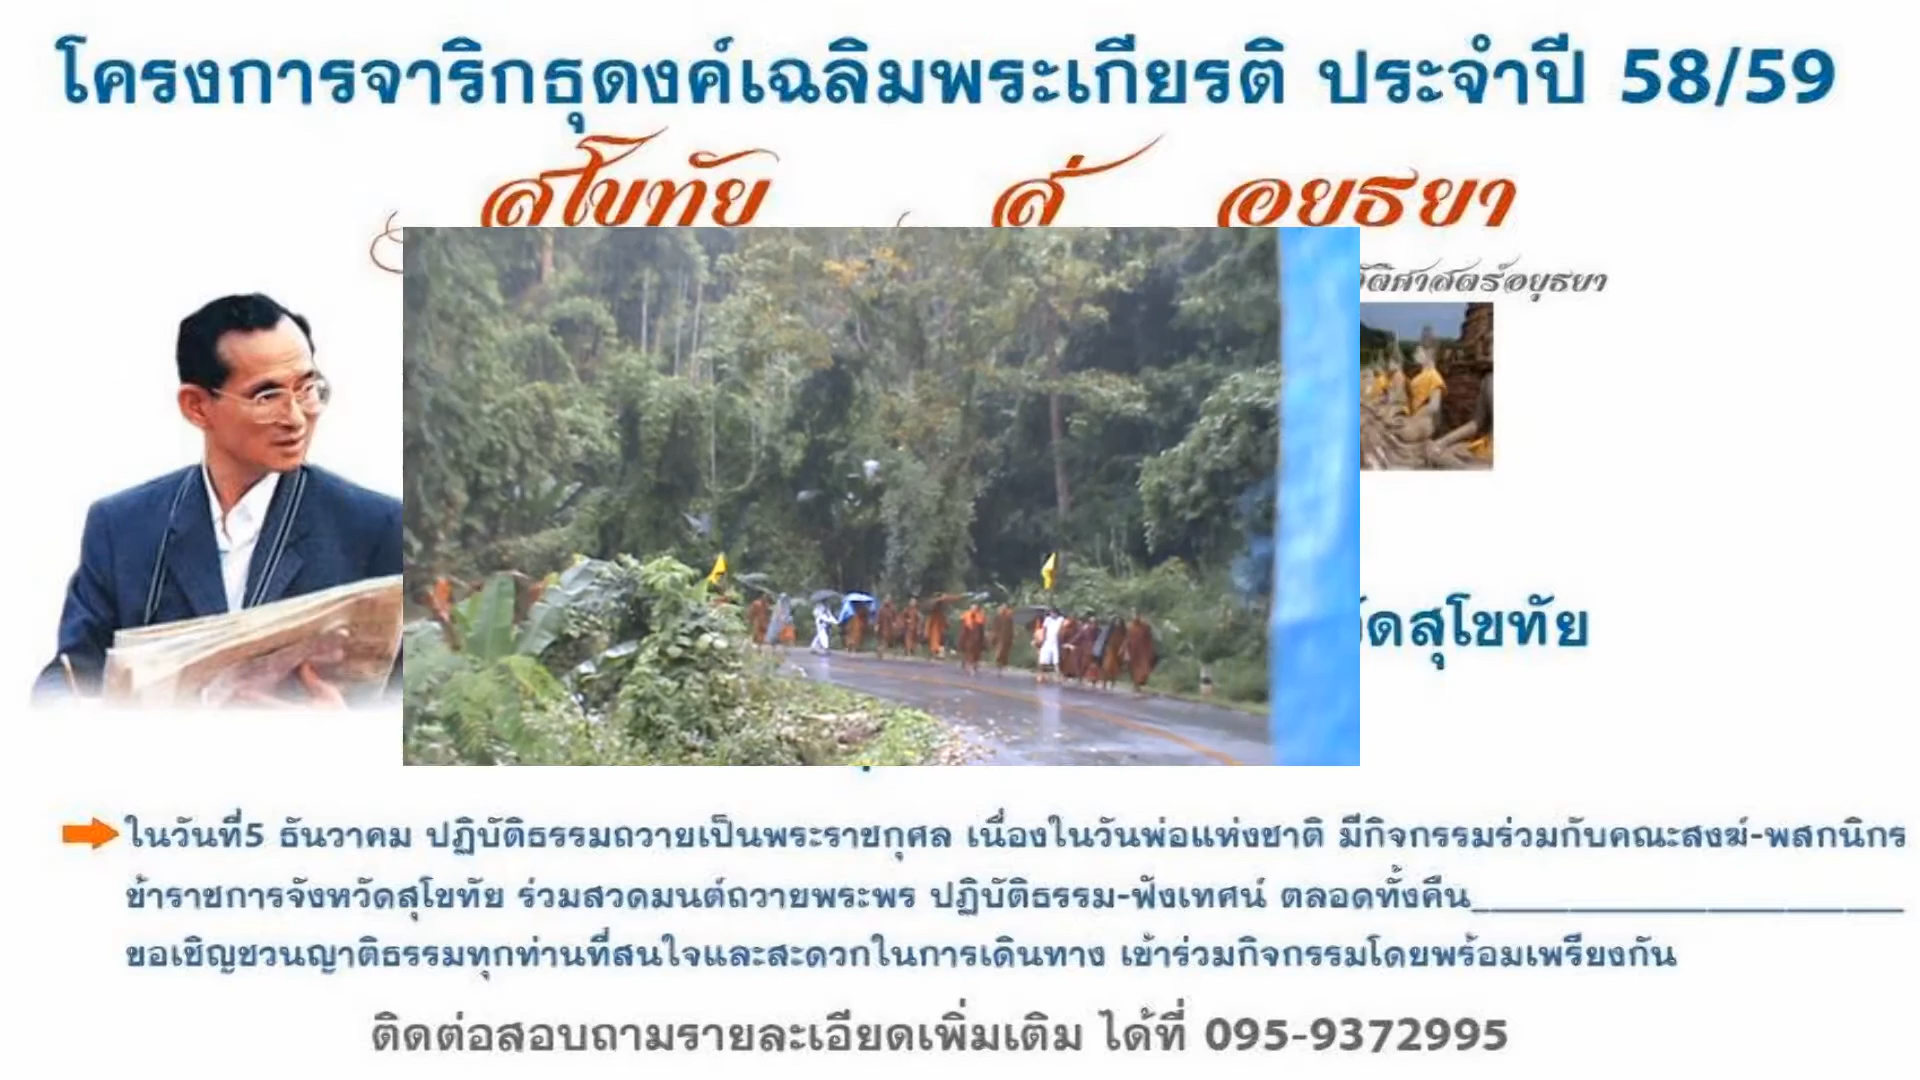 โครงการจาริกธุดงค์เฉลิมพระเกียรติ ประจำปี 58/59
สู่
ในวันที่5 ธันวาคม ปฏิบัติธรรมถวายเป็นพระราชกุศล เนื่องในวันพ่อแห่งชาติ มีกิจกรรมร่วมกับคณะสงฆ์-พสกนิกร
ข้าราชการจังหวัดสุโขทัย ร่วมสวดมนต์ถวายพระพร ปฏิบัติธรรม-ฟังเทศน์ ตลอดทั้งคืน
ขอเชิญชวนญาติธรรมทุกท่านที่สนใจและสะดวกในการเดินทาง เข้าร่วมกิจกรรมโดยพร้อมเพรียงกัน
ติดต่อสอบถามรายละเอียดเพิ่มเติม ได้ที่ 095-9372995